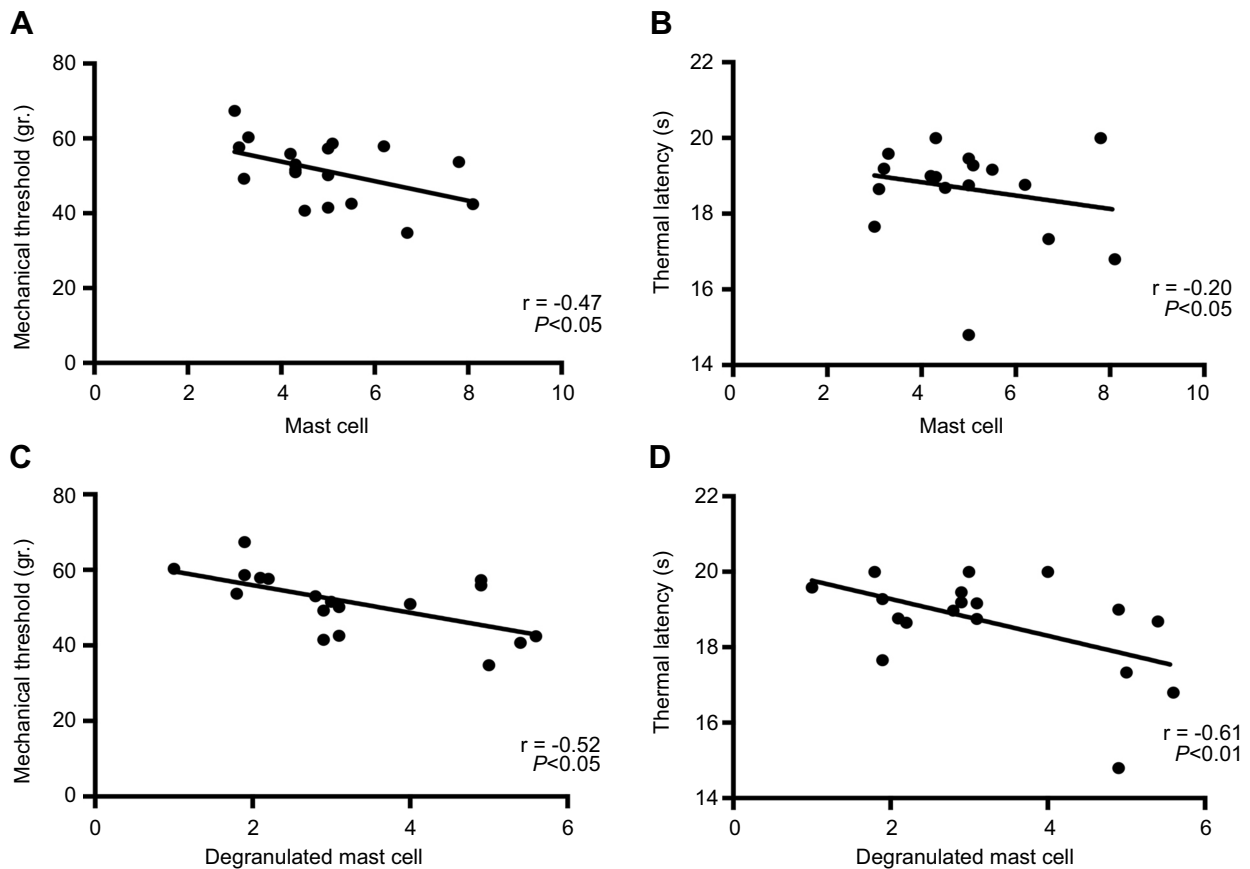 A
80
60
40
20
0
Mechanical threshold (gr.)
0 2 4 6 8 10
Mast cell
r = -0.47
P<0.05
B
22
20
18
16
14
Thermal latency (s)
0 2 4 6 8 10
Mast cell
r = -0.20
P<0.05
C
80
60
40
20
0
Mechanical threshold (gr.)
0 2 4 6
Degranulated mast cell
r = -0.52
P<0.05
D
22
20
18
16
14
Thermal latency (s)
0 2 4 6
Degranulated mast cell
r = -0.61
P<0.01